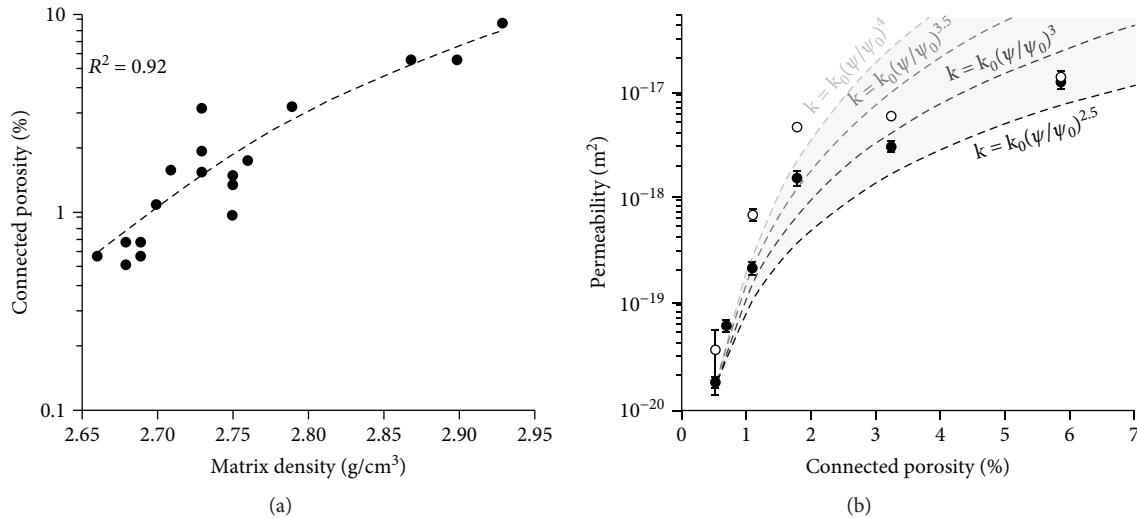 10
1
0.1
Connected porosity (%)
R² = 0.92
2.65 2.70 2.75 2.80 2.85 2.90 2.95
Matrix density (g/cm³)
(a)
10⁻¹⁷
10⁻¹⁸
10⁻¹⁹
10⁻²⁰
Permeability (m²)
k = k₀(ψ/ψ₀)⁴
k = k₀(ψ/ψ₀)³·⁵
k = k₀(ψ/ψ₀)³
k = k₀(ψ/ψ₀)²·⁵
0 1 2 3 4 5 6 7
Connected porosity (%)
(b)